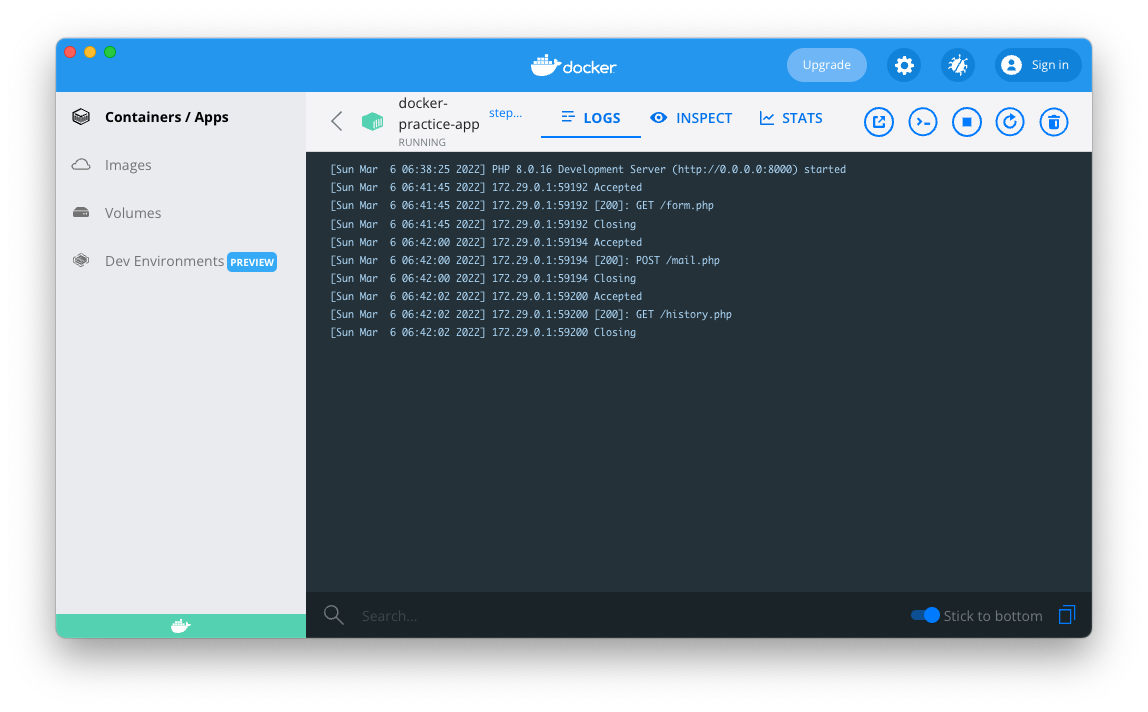 docker
Upgrade
Sign in
Containers / Apps
Images
Volumes
Dev Environments PREVIEW
docker-
practice-app
RUNNING
step...
LOGS
INSPECT
STATS
[Sun Mar  6 06:38:25 2022] PHP 8.0.16 Development Server (http://0.0.0.0:8000) started
[Sun Mar  6 06:41:45 2022] 172.29.0.1:59192 Accepted
[Sun Mar  6 06:41:45 2022] 172.29.0.1:59192 [200]: GET /form.php
[Sun Mar  6 06:41:45 2022] 172.29.0.1:59192 Closing
[Sun Mar  6 06:42:00 2022] 172.29.0.1:59194 Accepted
[Sun Mar  6 06:42:00 2022] 172.29.0.1:59194 [200]: POST /mail.php
[Sun Mar  6 06:42:00 2022] 172.29.0.1:59194 Closing
[Sun Mar  6 06:42:02 2022] 172.29.0.1:59200 Accepted
[Sun Mar  6 06:42:02 2022] 172.29.0.1:59200 [200]: GET /history.php
[Sun Mar  6 06:42:02 2022] 172.29.0.1:59200 Closing
Search...
Stick to bottom